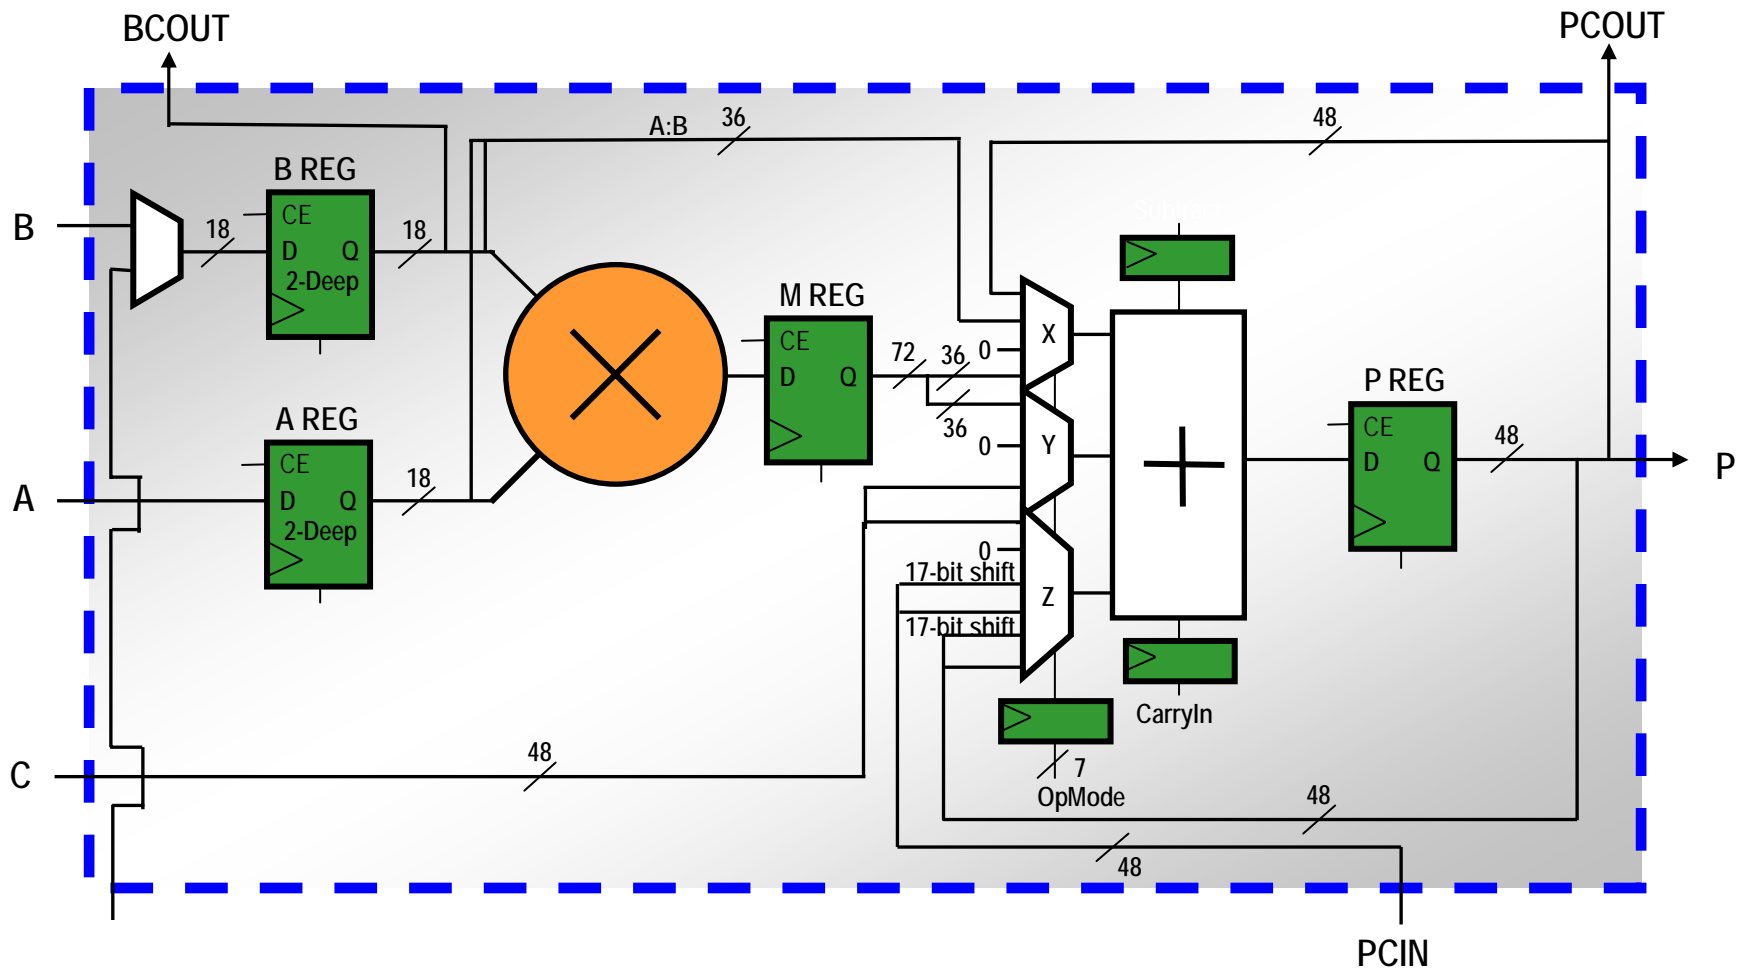 BCOUT
PCOUT
A:B
36
48
B REG
CE
D Q
2-Deep
B
18
18
Subtract
M REG
CE
D Q
72
36
36
0
X
0
Y
P REG
CE
D Q
48
P
A REG
CE
D Q
2-Deep
A
18
0
17-bit shift
Z
17-bit shift
CarryIn
C
48
7
OpMode
48
48
PCIN